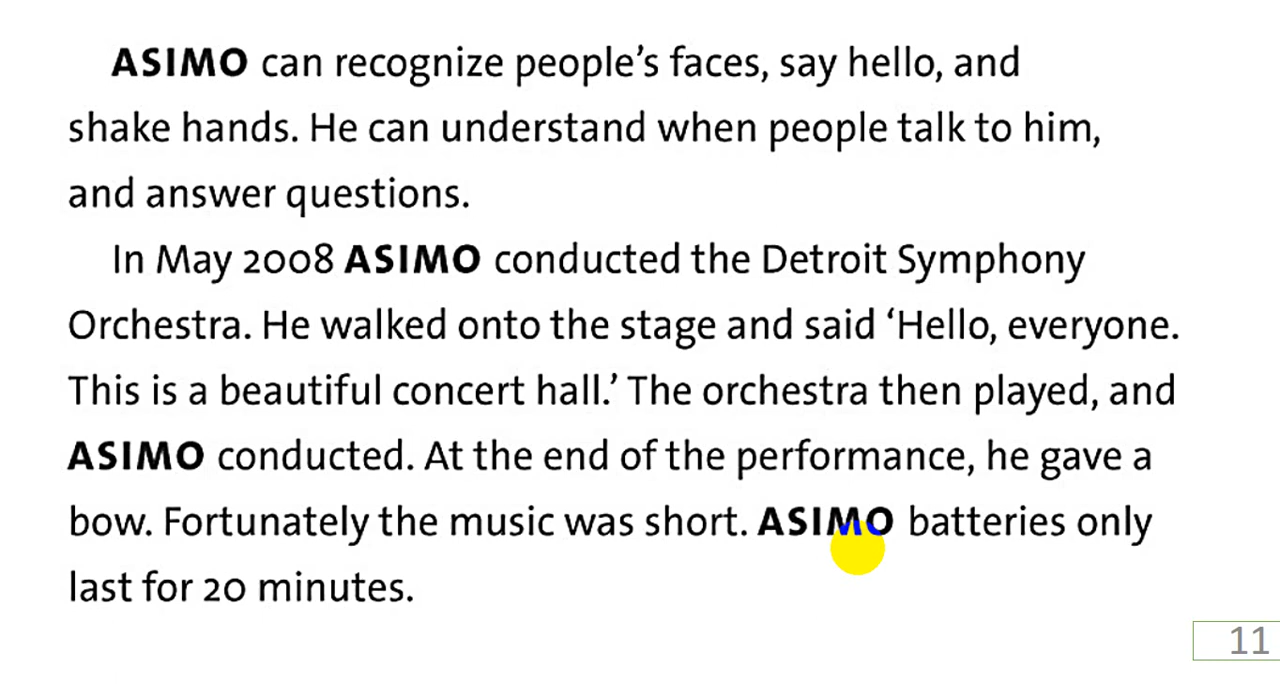 ASIMO can recognize people’s faces, say hello, and
shake hands. He can understand when people talk to him,
and answer questions.
In May 2008 ASIMO conducted the Detroit Symphony
Orchestra. He walked onto the stage and said ‘Hello, everyone.
This is a beautiful concert hall.’ The orchestra then played, and
ASIMO conducted. At the end of the performance, he gave a
bow. Fortunately the music was short. ASIMO batteries only
last for 20 minutes.
11